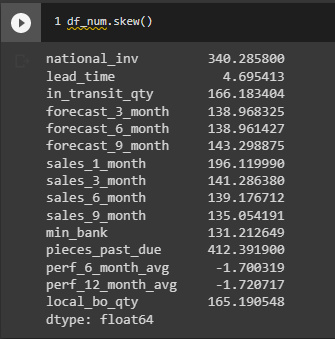 1 df_num.skew()
national_inv 340.285800
lead_time 4.695413
in_transit_qty 166.183404
forecast_3_month 138.968325
forecast_6_month 138.961427
forecast_9_month 143.298875
sales_1_month 196.119990
sales_3_month 141.286380
sales_6_month 139.176712
sales_9_month 135.054191
min_bank 131.212649
pieces_past_due 412.391900
perf_6_month_avg -1.700319
perf_12_month_avg -1.720717
local_bo_qty 165.190548
dtype: float64